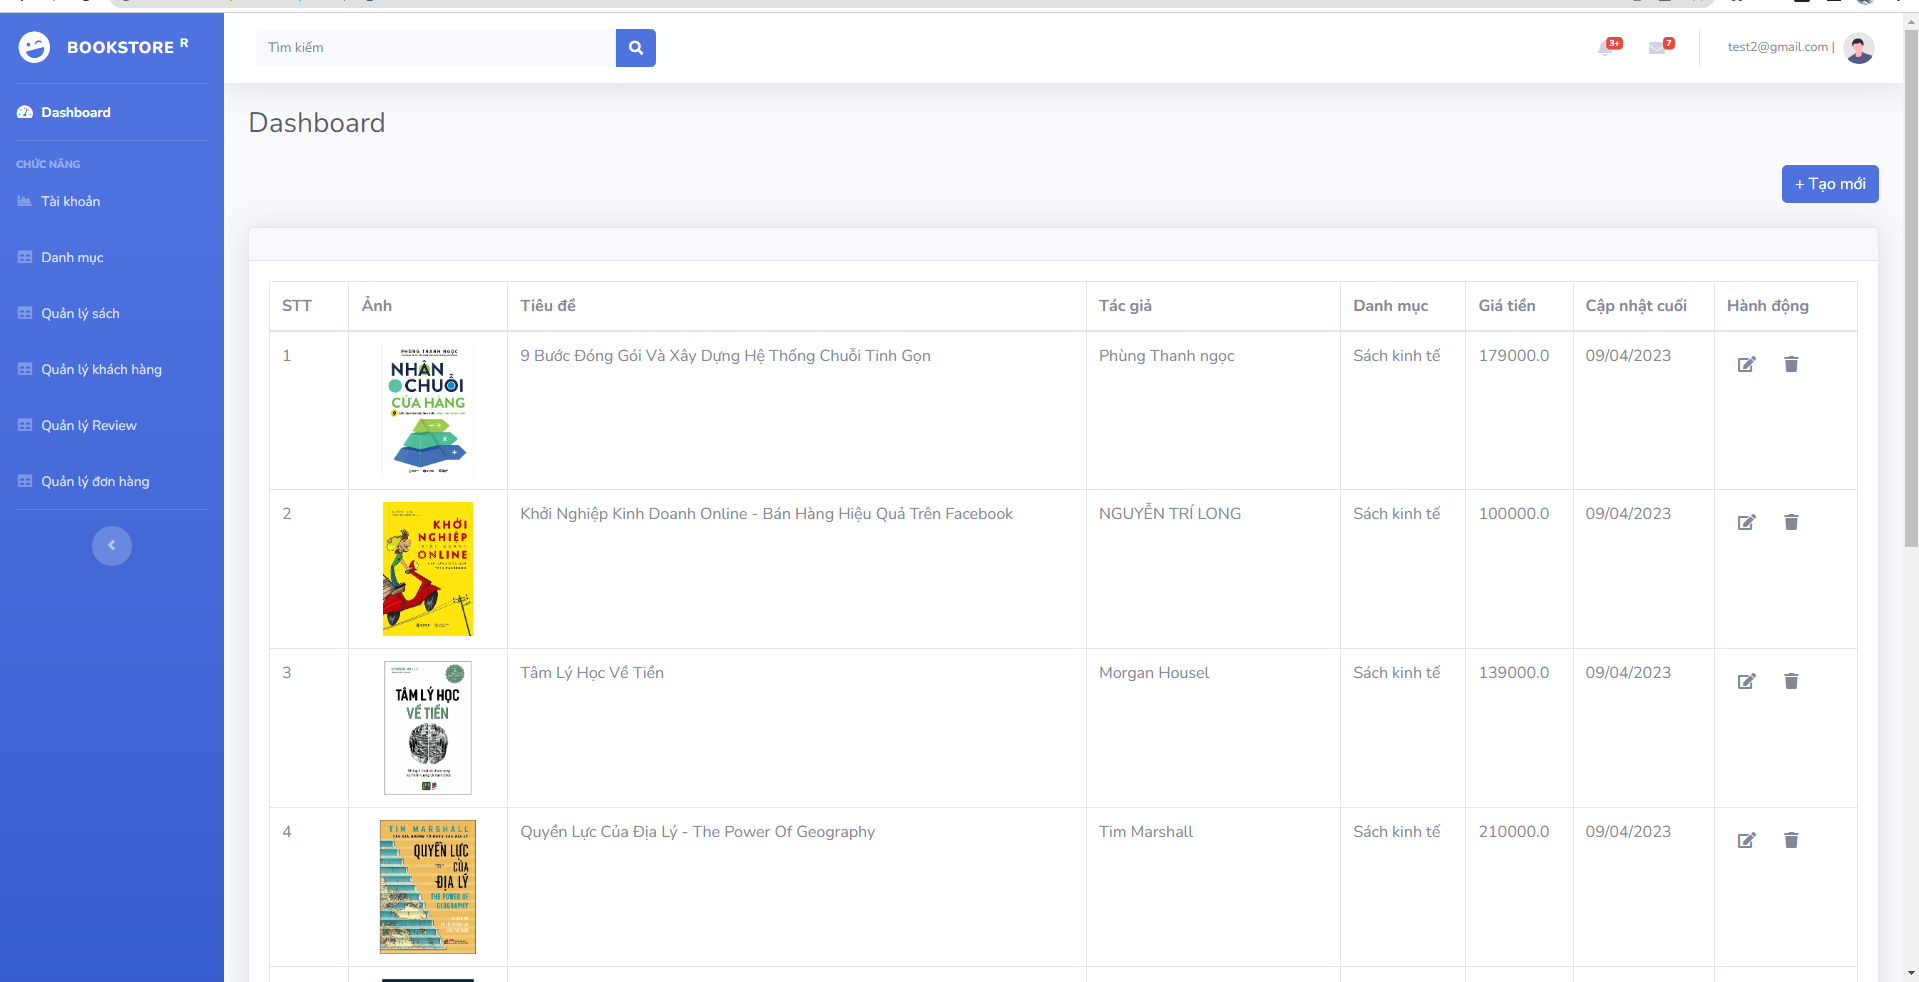 BOOKSTORE R
Tìm kiếm
3+
7
test2@gmail.com |
Dashboard
Dashboard
CHỨC NĂNG
+ Tạo mới
Tài khoản
Danh mục
Quản lý sách
Quản lý khách hàng
Quản lý Review
Quản lý đơn hàng
STT Ảnh Tiêu đề Tác giả Danh mục Giá tiền Cập nhật cuối Hành động
1 9 Bước Đóng Gói Và Xây Dựng Hệ Thống Chuỗi Tinh Gọn Phùng Thanh ngọc Sách kinh tế 179000.0 09/04/2023
PHÙNG THANH NGỌC
NHÂN
CHUỖI
CỬA HÀNG
2 Khởi Nghiệp Kinh Doanh Online - Bán Hàng Hiệu Quả Trên Facebook NGUYỄN TRÍ LONG Sách kinh tế 100000.0 09/04/2023
KHỞI
NGHIỆP
ONLINE
3 Tâm Lý Học Về Tiền Morgan Housel Sách kinh tế 139000.0 09/04/2023
TÂM LÝ HỌC
VỀ TIỀN
4 Quyền Lực Của Địa Lý - The Power Of Geography Tim Marshall Sách kinh tế 210000.0 09/04/2023
TIM MARSHALL
QUYỀN LỰC
CỦA
ĐỊA LÝ
THE POWER OF
GEOGRAPHY